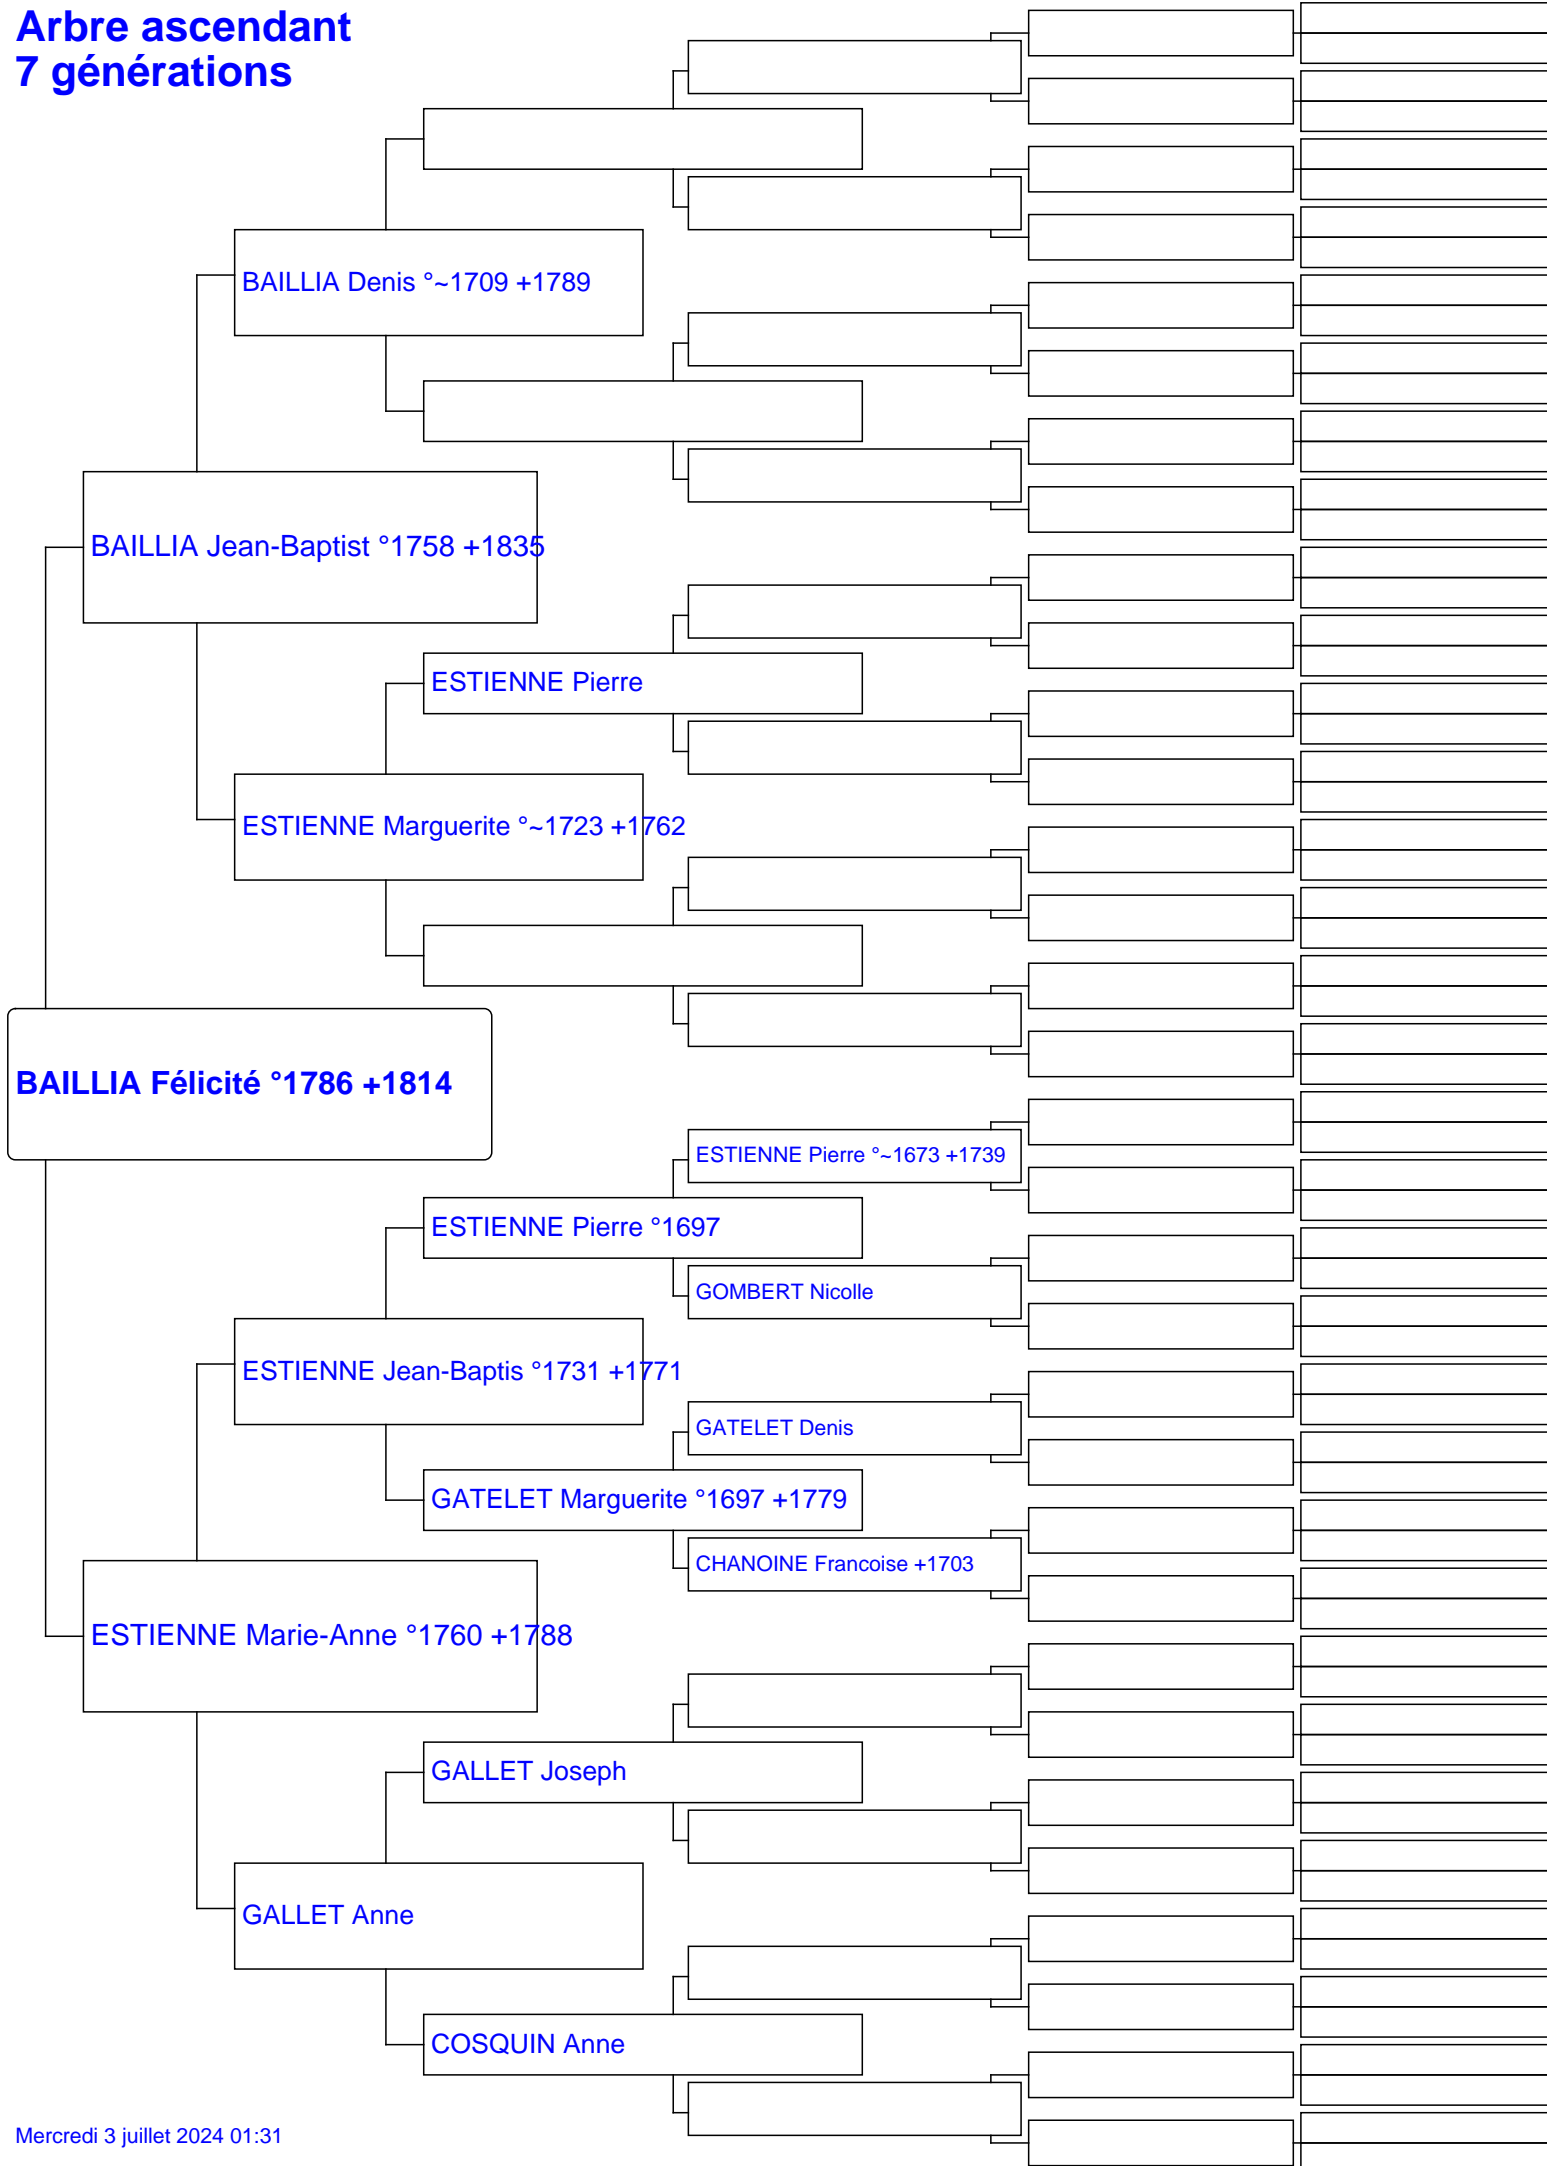 Arbre ascendant
7 générations
BAILLIA Denis °~1709 +1789
BAILLIA Jean-Baptist °1758 +1835
ESTIENNE Pierre
ESTIENNE Marguerite °~1723 +1762
BAILLIA Félicité °1786 +1814
ESTIENNE Pierre °~1673 +1739
ESTIENNE Pierre °1697
GOMBERT Nicolle
ESTIENNE Jean-Baptis °1731 +1771
GATELET Denis
GATELET Marguerite °1697 +1779
CHANOINE Francoise +1703
ESTIENNE Marie-Anne °1760 +1788
GALLET Joseph
GALLET Anne
COSQUIN Anne
Mercredi 3 juillet 2024 01:31